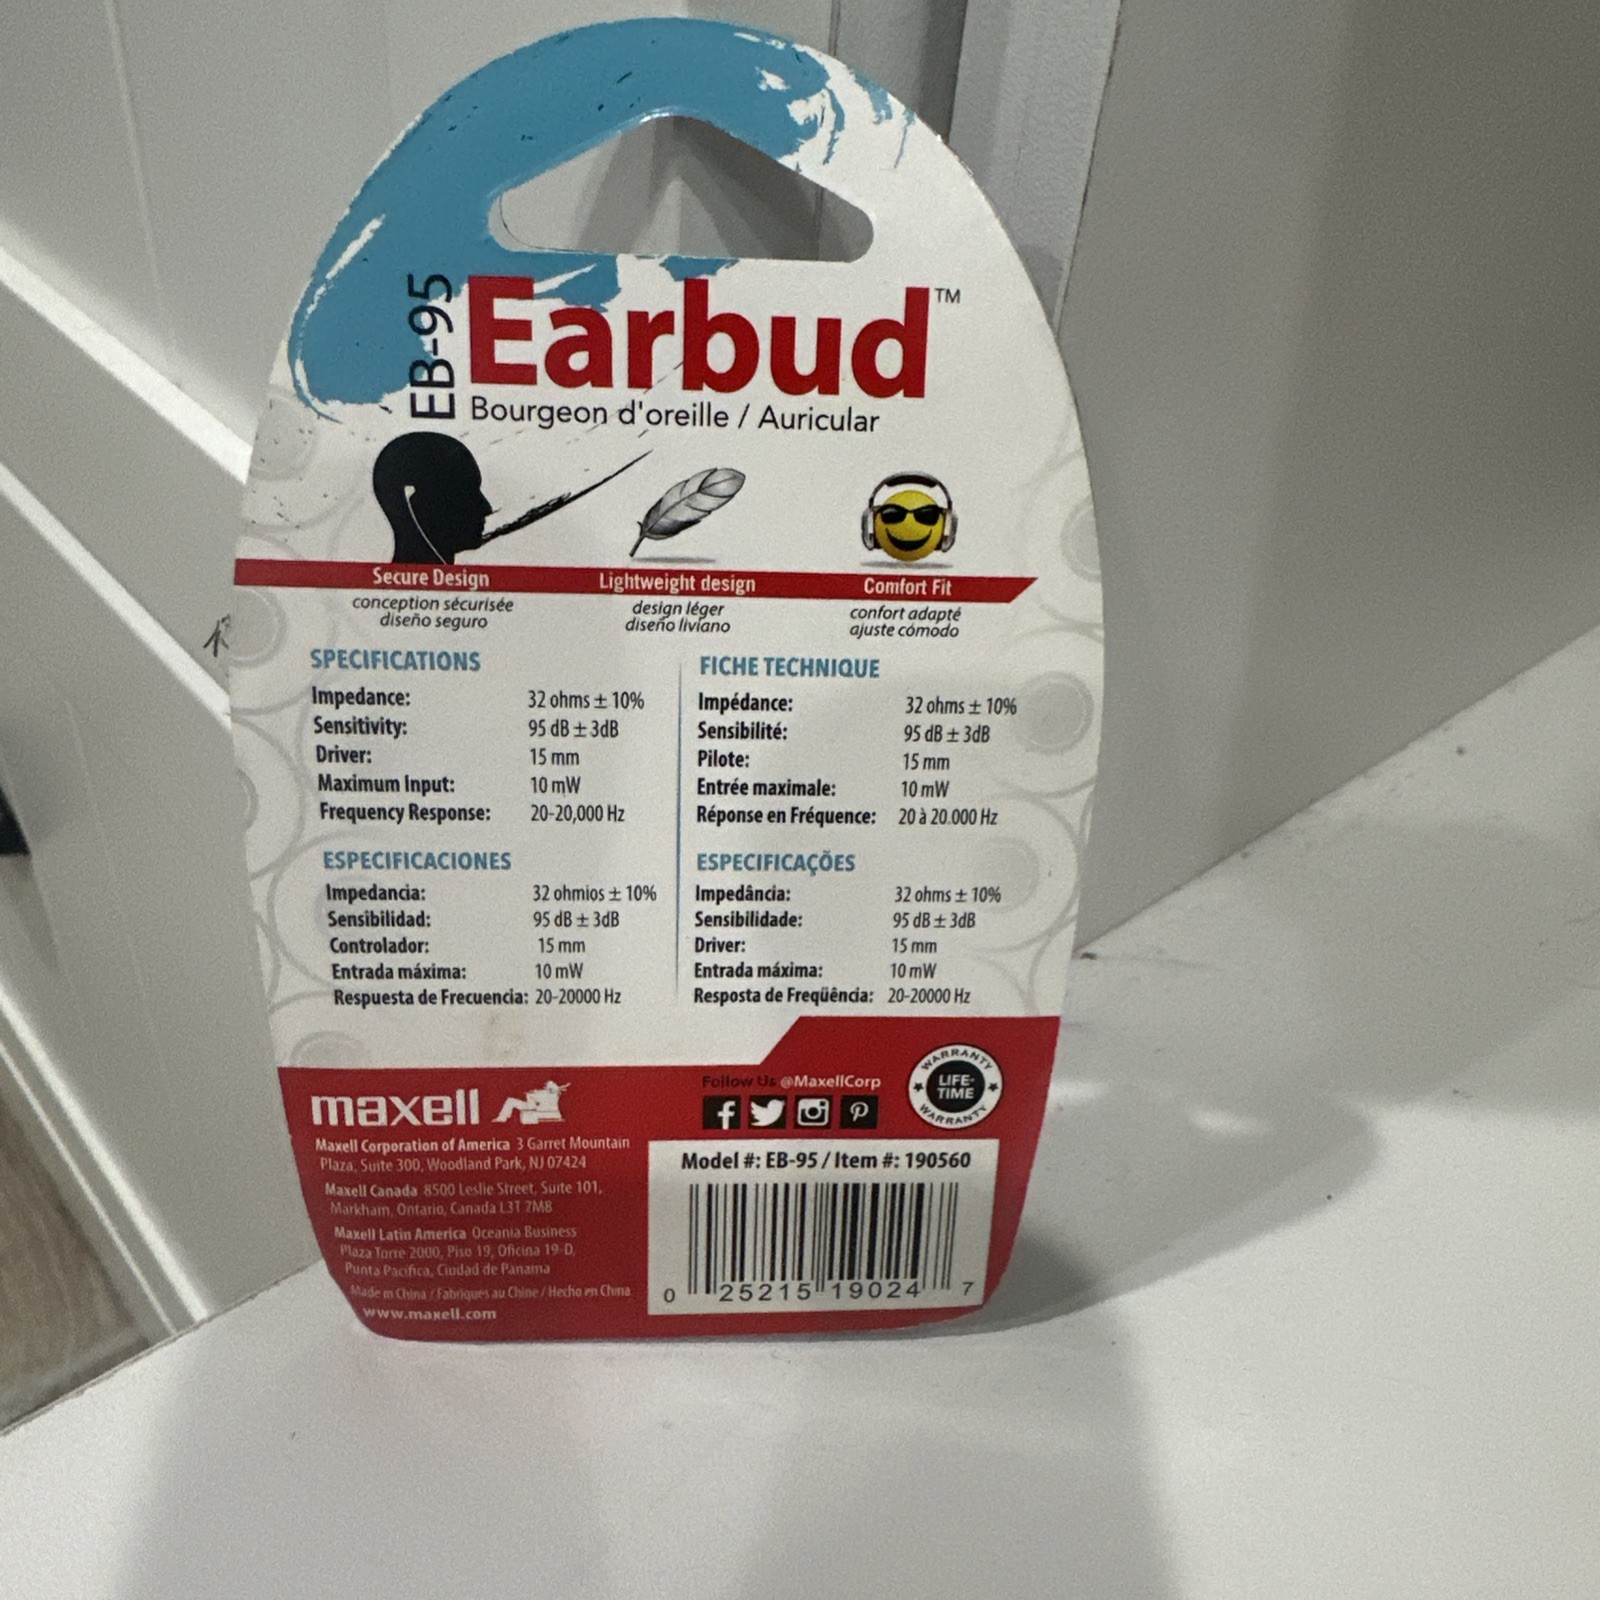 EB-95
Earbud™
Bourgeon d'oreille / Auricular
Secure Design
conception sécurisée
diseño seguro
Lightweight design
design léger
diseño liviano
Comfort Fit
confort adapté
ajuste cómodo
SPECIFICATIONS
Impedance: 32 ohms ± 10%
Sensitivity: 95 dB ± 3dB
Driver: 15 mm
Maximum Input: 10 mW
Frequency Response: 20-20,000 Hz
FICHE TECHNIQUE
Impédance: 32 ohms ± 10%
Sensibilité: 95 dB ± 3dB
Pilote: 15 mm
Entrée maximale: 10 mW
Réponse en Fréquence: 20 à 20.000 Hz
ESPECIFICACIONES
Impedancia: 32 ohmios ± 10%
Sensibilidad: 95 dB ± 3dB
Controlador: 15 mm
Entrada máxima: 10 mW
Respuesta de Frecuencia: 20-20000 Hz
ESPECIFICAÇÕES
Impedância: 32 ohms ± 10%
Sensibilidade: 95 dB ± 3dB
Driver: 15 mm
Entrada máxima: 10 mW
Resposta de Freqüência: 20-20000 Hz
maxell
Maxell Corporation of America 3 Garret Mountain
Plaza, Suite 300, Woodland Park, NJ 07424
Maxell Canada 8500 Leslie Street, Suite 101,
Markham, Ontario, Canada L3T 7M8
Maxell Latin America Oceania Business
Plaza Torre 2000, Piso 19, Oficina 19-D,
Punta Pacifica, Ciudad de Panama
Made in China / Fabriques au Chine / Hecho en China
www.maxell.com
Follow Us @MaxellCorp
WARRANTY
LIFE-
TIME
WARRANTY
Model #: EB-95 / Item #: 190560
0 25215 19024 7